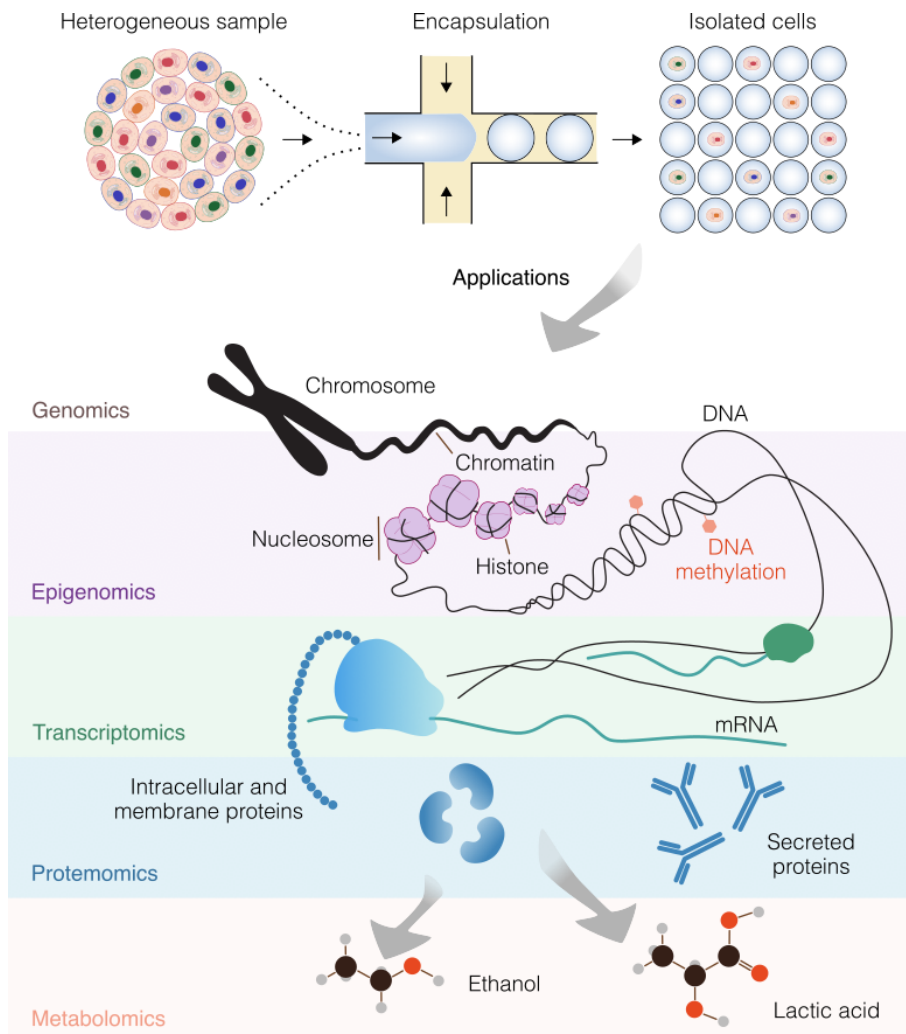 Heterogeneous sample
Encapsulation
Isolated cells
Applications
Chromosome
Genomics
DNA
Chromatin
Nucleosome
Histone
DNA
methylation
Epigenomics
mRNA
Transcriptomics
Intracellular and
membrane proteins
Secreted
proteins
Protemomics
Ethanol
Lactic acid
Metabolomics